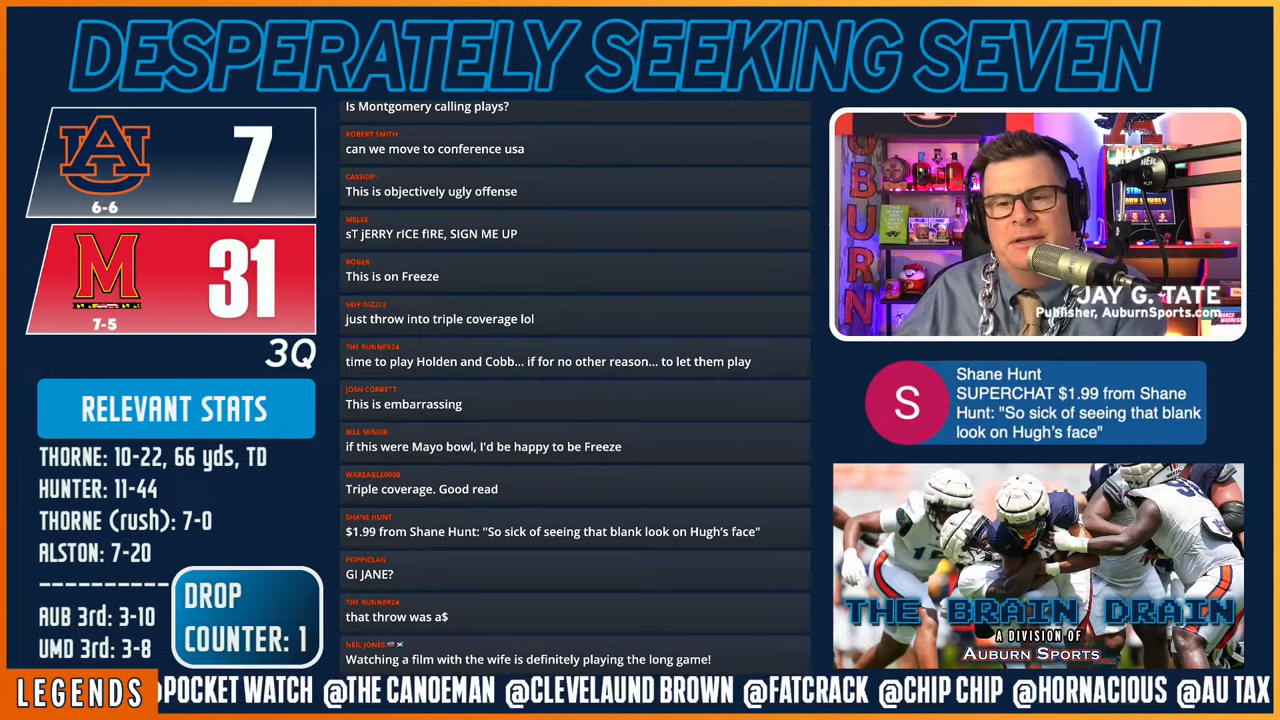 DESPERATELY SEEKING SEVEN
AU
7
6-6
M
31
7-5
3Q
RELEVANT STATS
THORNE: 10-22, 66 yds, TD
HUNTER: 11-44
THORNE (rush): 7-0
ALSTON: 7-20
AUB 3rd: 3-10
UMD 3rd: 3-8
DROP
COUNTER: 1
Is Montgomery calling plays?
ROBERT SMITH
can we move to conference usa
CASSIDP -
This is objectively ugly offense
MELEE
sT jERRY rICE fIRE, SIGN ME UP
ROGER
This is on Freeze
SKIP DIZZLE
just throw into triple coverage lol
THE RUNNER24
time to play Holden and Cobb... if for no other reason... to let them play
JOSH CORBETT
This is embarrassing
BILL MINOR
if this were Mayo bowl, I'd be happy to be Freeze
WAREAGLE0008
Triple coverage. Good read
SHANE HUNT
$1.99 from Shane Hunt: "So sick of seeing that blank look on Hugh's face"
POPPICLAN
GI JANE?
THE RUNNER24
that throw was a$
NEIL JONES
Watching a film with the wife is definitely playing the long game!
BURN
HEIL
JAY G. TATE
Publisher, AuburnSports.com
S
Shane Hunt
SUPERCHAT $1.99 from Shane
Hunt: "So sick of seeing that blank
look on Hugh's face"
THE BRAIN DRAIN
A DIVISION OF
AUBURN SPORTS
LEGENDS
@POCKET WATCH @THE CANOEMAN @CLEVELAUND BROWN @FATCRACK @CHIP CHIP @HORNACIOUS @AU TAX